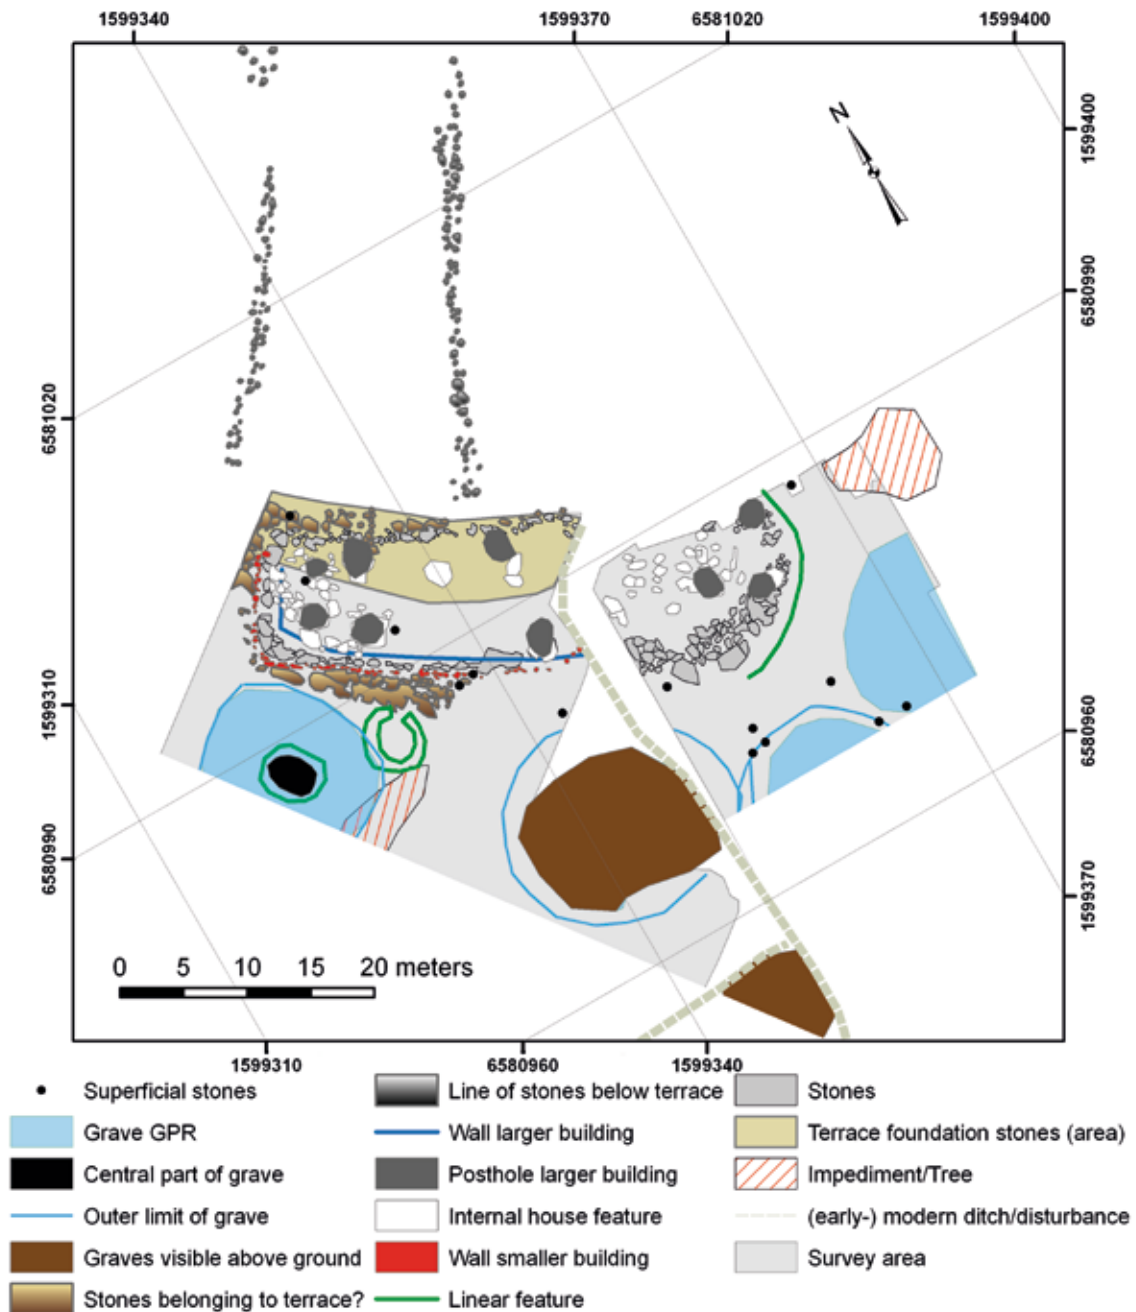 1599340 1599370 6581020 1599400
1599400
N
6580990
6581020
1599310
6580960
6580990
1599370
0 5 10 15 20 meters
1599310 6580960 1599340
Superficial stones Line of stones below terrace Stones
Grave GPR Wall larger building Terrace foundation stones (area)
Central part of grave Posthole larger building Impediment/Tree
Outer limit of grave Internal house feature (early-) modern ditch/disturbance
Graves visible above ground Wall smaller building Survey area
Stones belonging to terrace? Linear feature